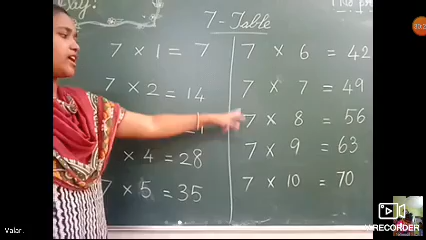 7 - Table
7 × 1 = 7
7 × 2 = 14
× 4 = 28
7 × 5 = 35
7 × 6 = 42
7 × 7 = 49
7 × 8 = 56
7 × 9 = 63
7 × 10 = 70
Valar.
RECORDER